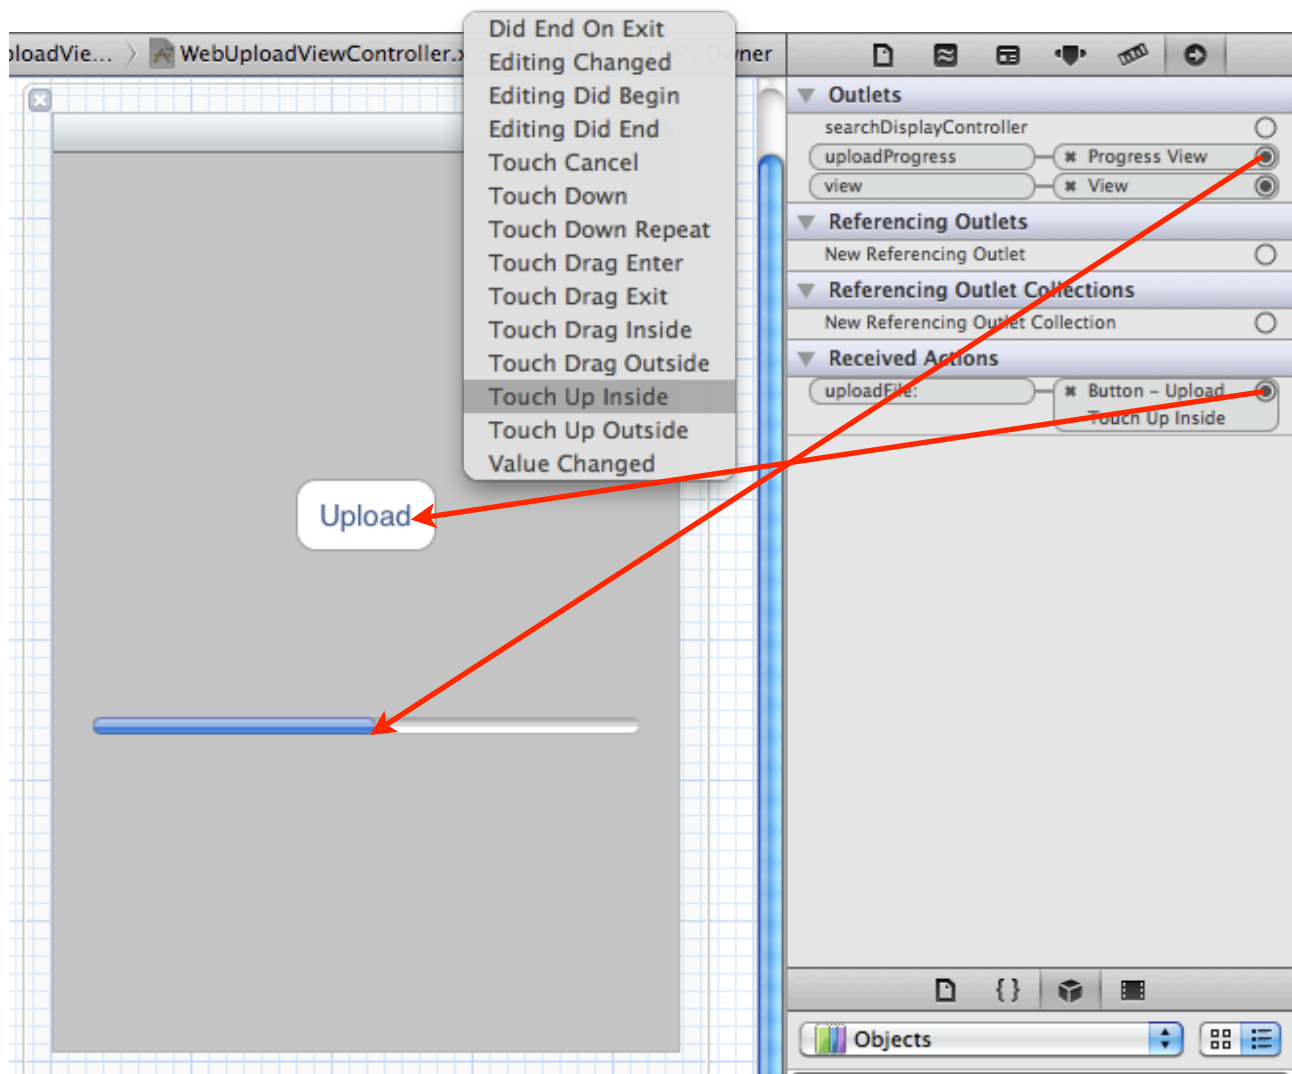 oloadVie... WebUploadViewController.x Owner
Did End On Exit
Editing Changed
Editing Did Begin
Editing Did End
Touch Cancel
Touch Down
Touch Down Repeat
Touch Drag Enter
Touch Drag Exit
Touch Drag Inside
Touch Drag Outside
Touch Up Inside
Touch Up Outside
Value Changed
Upload
Outlets
searchDisplayController
uploadProgress Progress View
view View
Referencing Outlets
New Referencing Outlet
Referencing Outlet Collections
New Referencing Outlet Collection
Received Actions
uploadFile: Button – Upload
Touch Up Inside
{ }
Objects